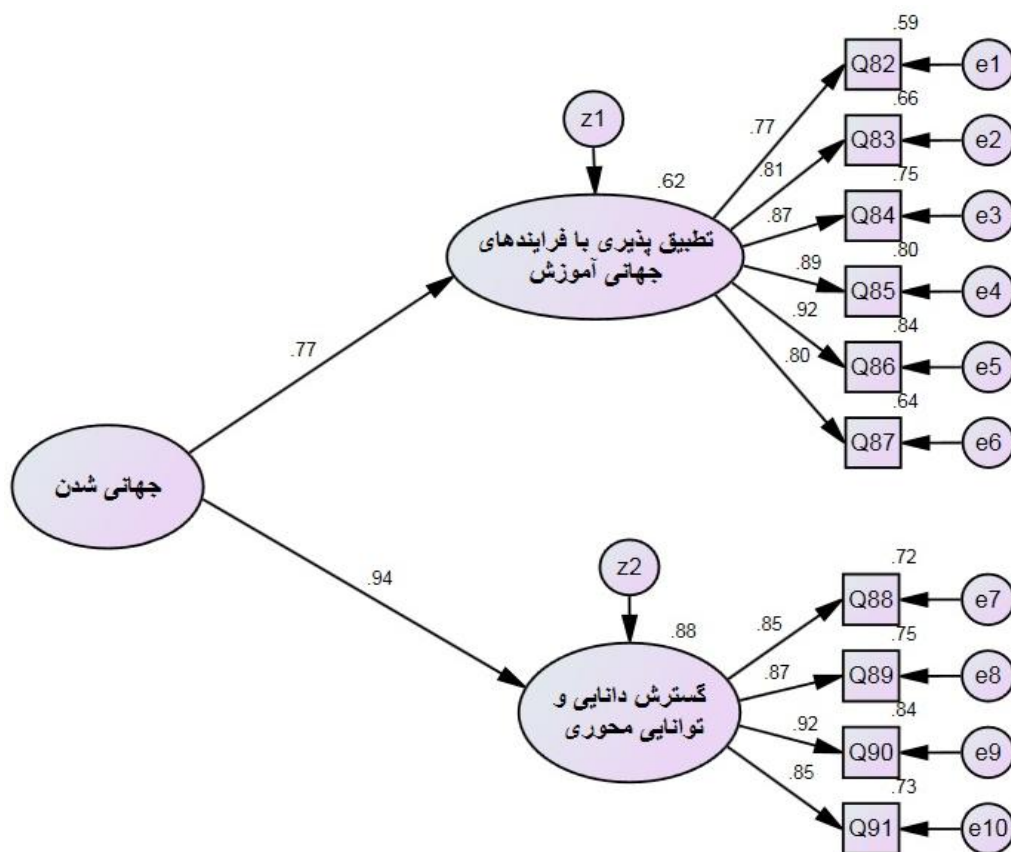 .59
Q82
e1
.66
z1
.77
Q83
e2
.81
.75
.62
.87
Q84
e3
تطبیق پذیری با فرایندهای
جهانی آموزش
.80
.89
Q85
e4
.92
.84
.77
.80
Q86
e5
.64
Q87
e6
جهانی شدن
.94
z2
.72
.88
.85
Q88
e7
.75
.87
Q89
e8
گسترش دانایی و
توانایی محوری
.84
.92
Q90
e9
.85
.73
Q91
e10